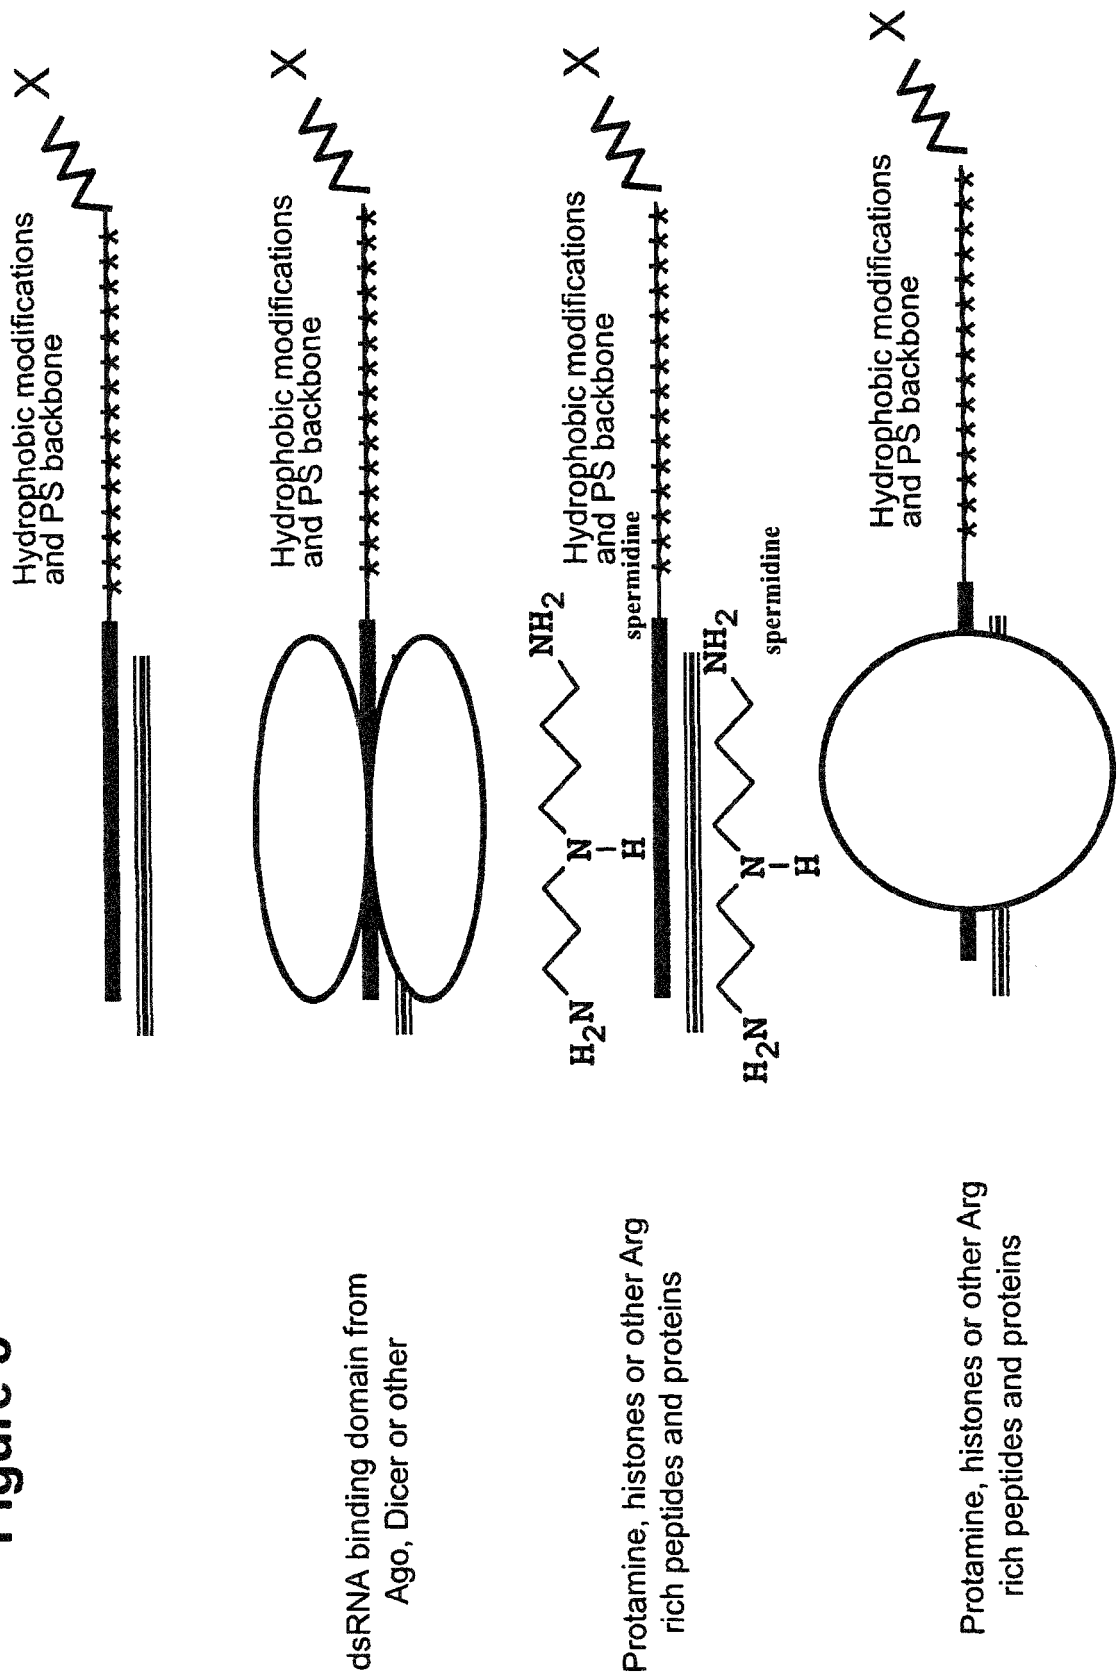 Figure
Hydrophobic modifications
and PS backbone
X
dsRNA binding domain from
Ago, Dicer or other
Hydrophobic modifications
and PS backbone
X
Protamine, histones or other Arg
rich peptides and proteins
H2N
N
H
NH2
spermidine
Hydrophobic modifications
and PS backbone
X
H2N
N
H
NH2
spermidine
Protamine, histones or other Arg
rich peptides and proteins
Hydrophobic modifications
and PS backbone
X